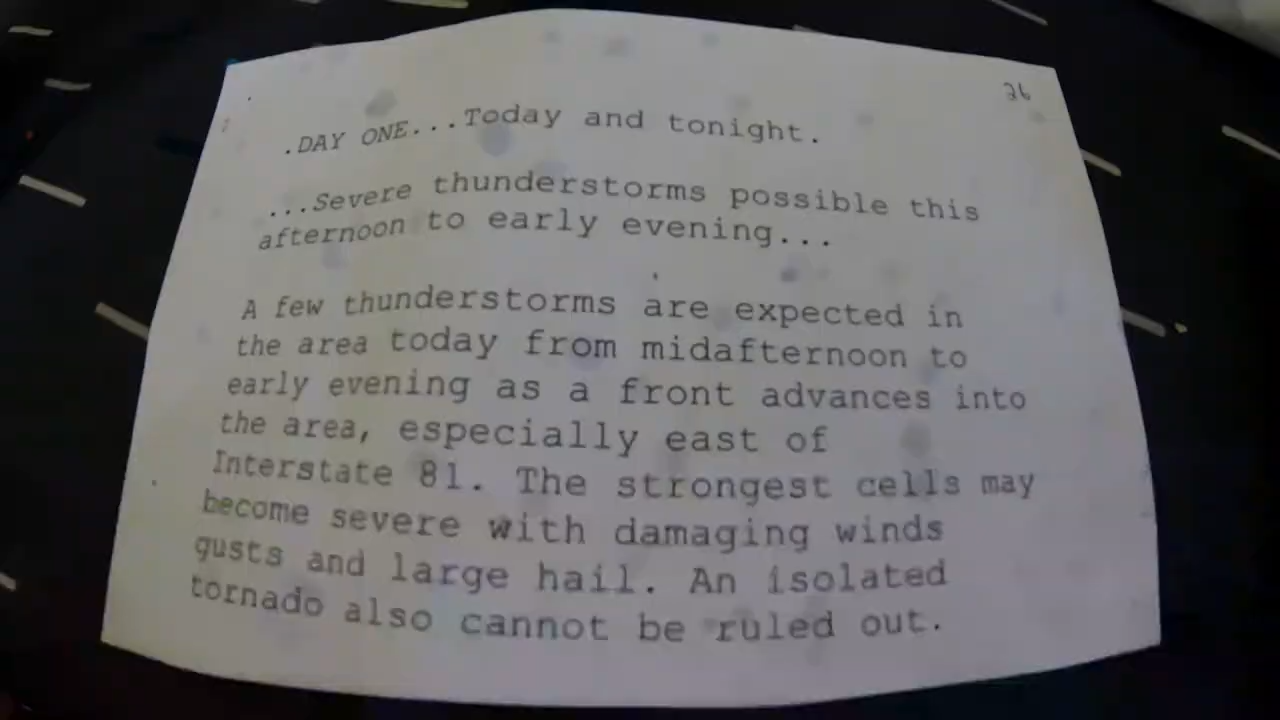 26
.DAY ONE...Today and tonight.
...Severe thunderstorms possible this
afternoon to early evening...
A few thunderstorms are expected in
the area today from midafternoon to
early evening as a front advances into
the area, especially east of
Interstate 81. The strongest cells may
become severe with damaging winds
gusts and large hail. An isolated
tornado also cannot be ruled out.